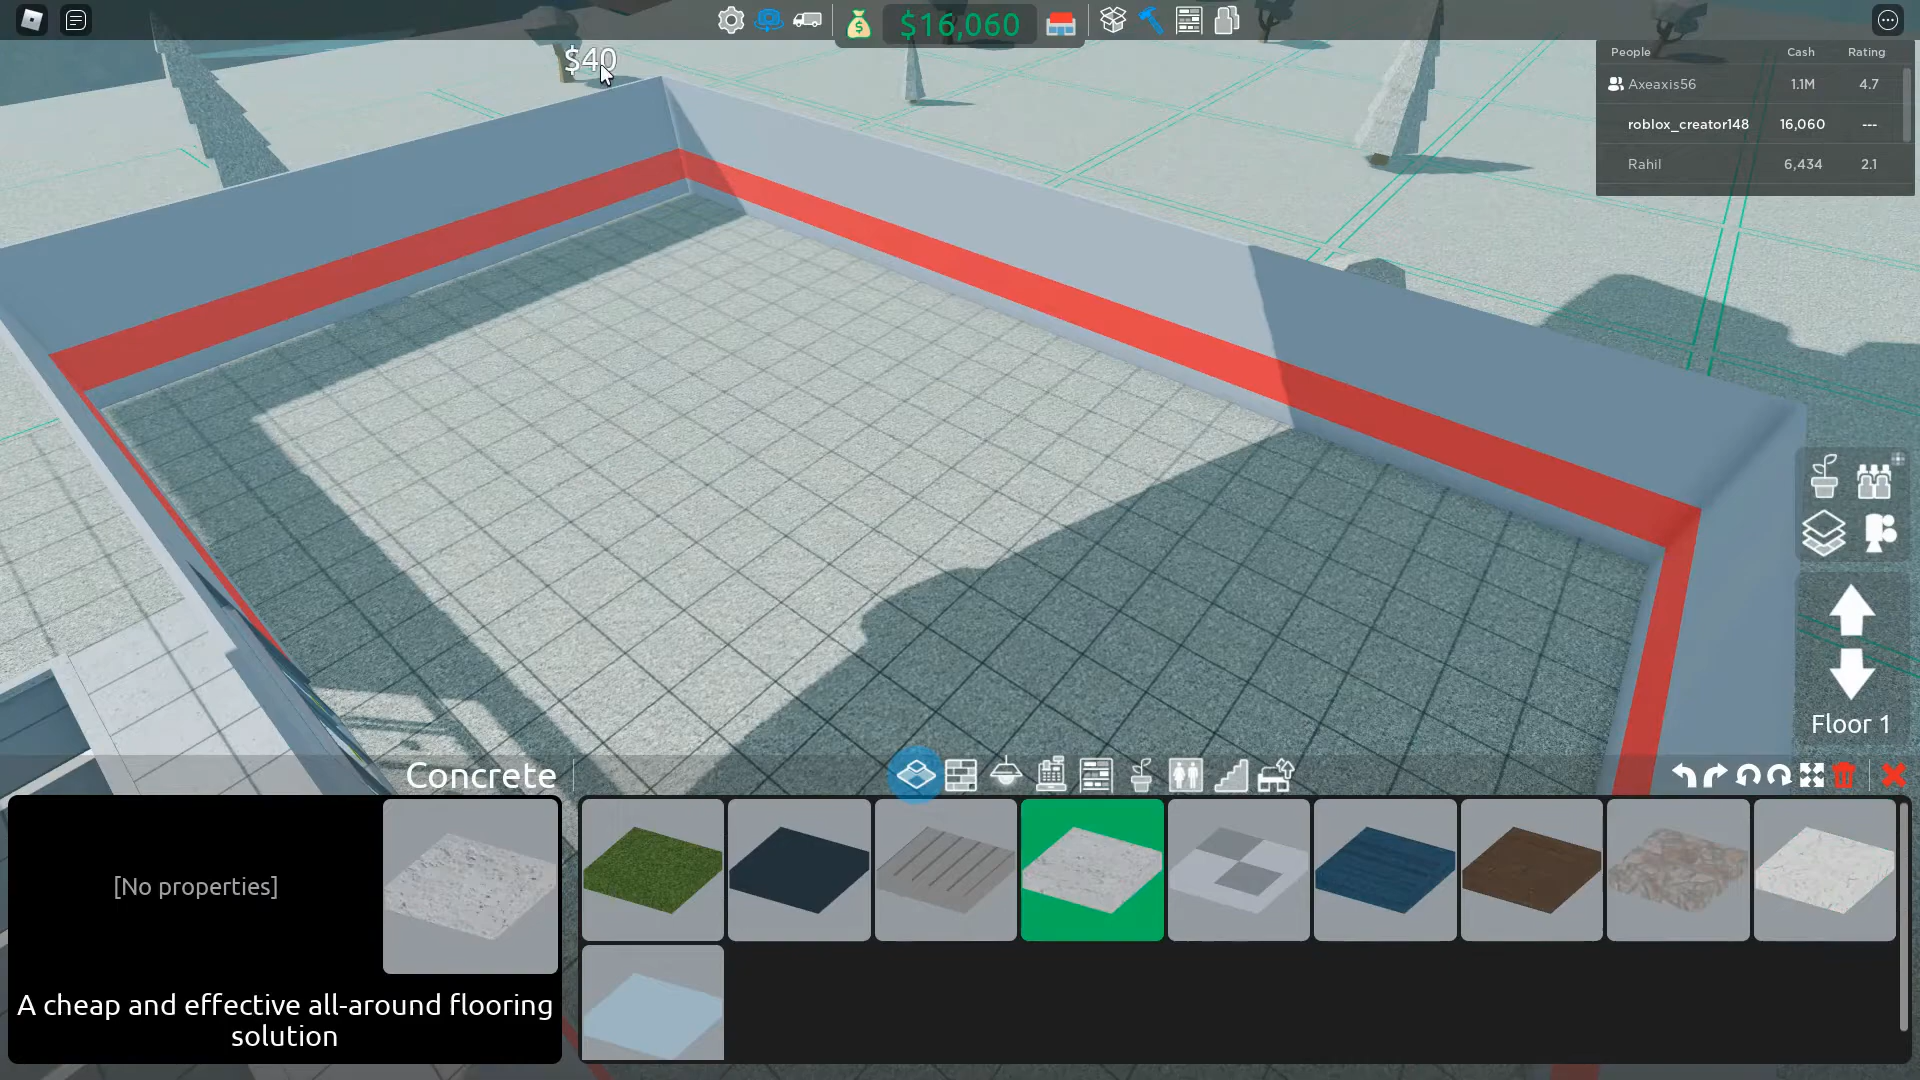 $16,060
$40
People Cash Rating
Axeaxis56 1.1M 4.7
roblox_creator148 16,060 ---
Rahil 6,434 2.1
Floor 1
Concrete
[No properties]
A cheap and effective all-around flooring
solution